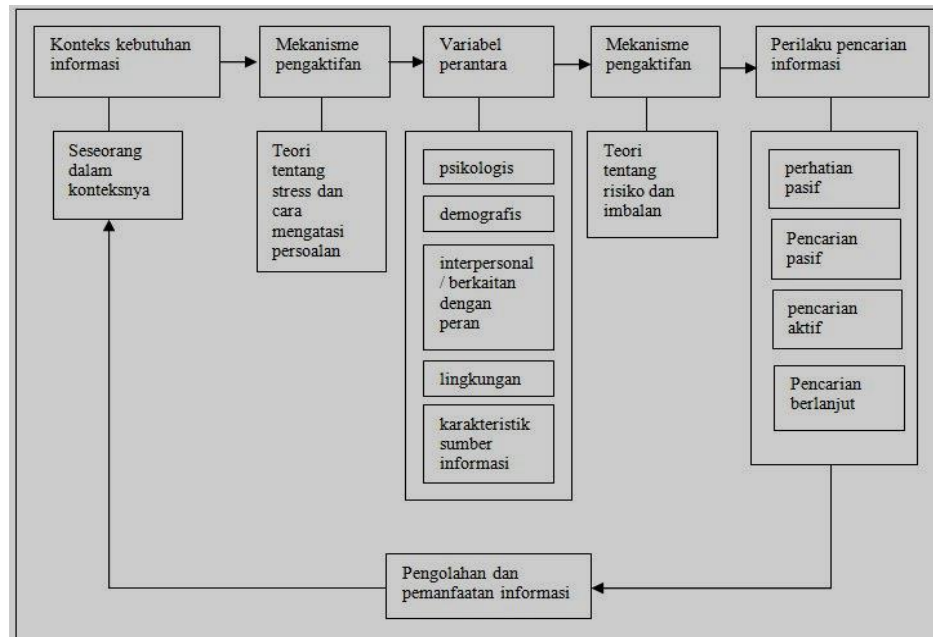 Konteks kebutuhan
informasi
Mekanisme
pengaktifan
Variabel
perantara
Mekanisme
pengaktifan
Perilaku pencarian
informasi
Seseorang
dalam
konteksnya
Teori
tentang
stress dan
cara
mengatasi
persoalan
psikologis
demografis
interpersonal
/ berkaitan
dengan
peran
lingkungan
karakteristik
sumber
informasi
Teori
tentang
risiko dan
imbalan
perhatian
pasif
Pencarian
pasif
pencarian
aktif
Pencarian
berlanjut
Pengolahan dan
pemanfaatan informasi